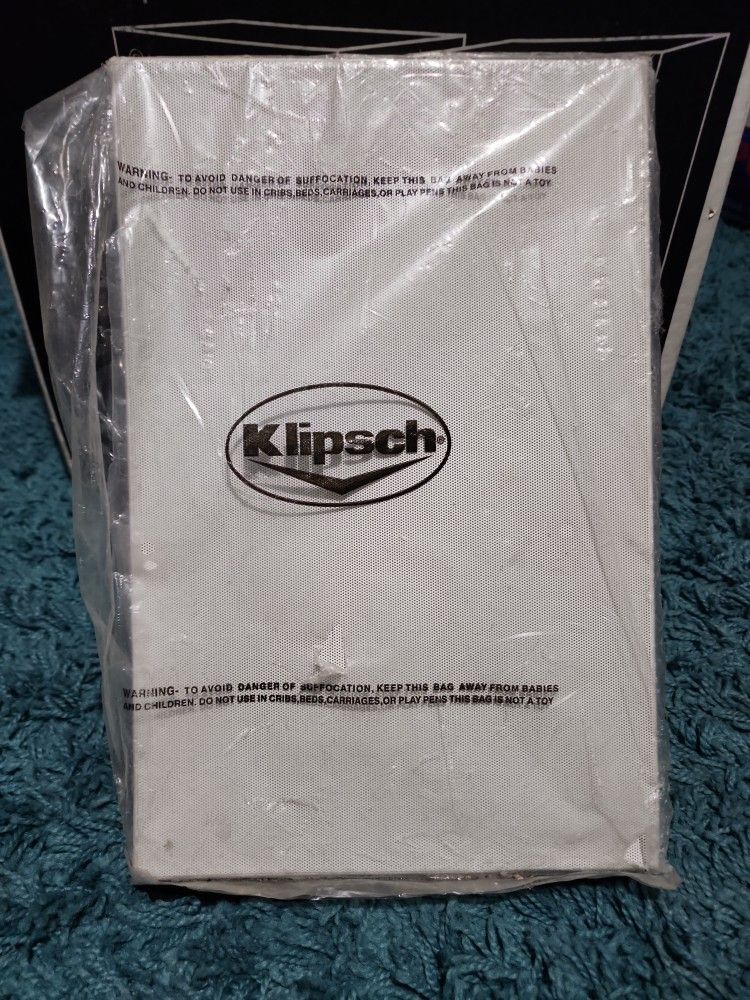 WARNING- TO AVOID DANGER OF SUFFOCATION, KEEP THIS BAG AWAY FROM BABIES
AND CHILDREN. DO NOT USE IN CRIBS,BEDS,CARRIAGES,OR PLAY PENS THIS BAG IS NOT A TOY
Klipsch®
WARNING- TO AVOID DANGER OF SUFFOCATION, KEEP THIS BAG AWAY FROM BABIES
AND CHILDREN. DO NOT USE IN CRIBS,BEDS,CARRIAGES,OR PLAY PENS THIS BAG IS NOT A TOY